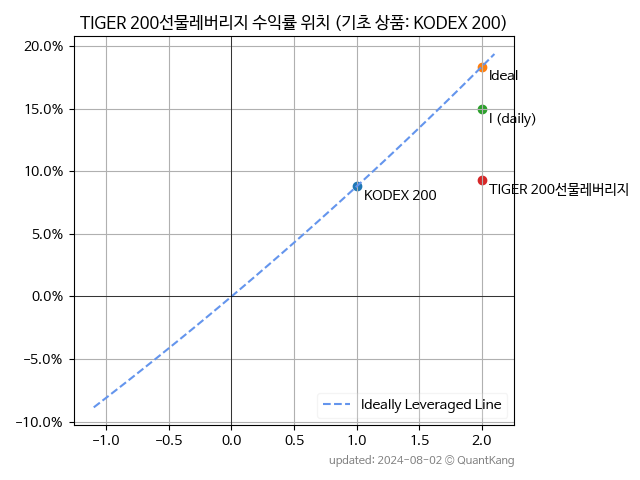 TIGER 200선물레버리지 수익률 위치 (기초 상품: KODEX 200)
20.0%
15.0%
10.0%
5.0%
0.0%
−5.0%
−10.0%
Ideal
I (daily)
KODEX 200
TIGER 200선물레버리지
Ideally Leveraged Line
−1.0 −0.5 0.0 0.5 1.0 1.5 2.0
updated: 2024-08-02 © QuantKang